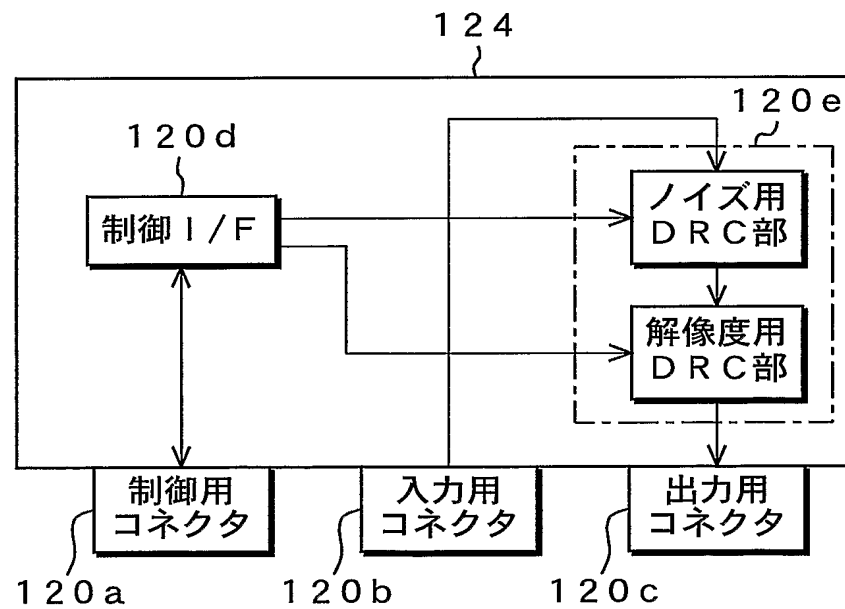 １２４
１２０ｅ
１２０ｄ
制御Ｉ／Ｆ
ノイズ用
ＤＲＣ部
解像度用
ＤＲＣ部
制御用
コネクタ
入力用
コネクタ
出力用
コネクタ
１２０ａ
１２０ｂ
１２０ｃ